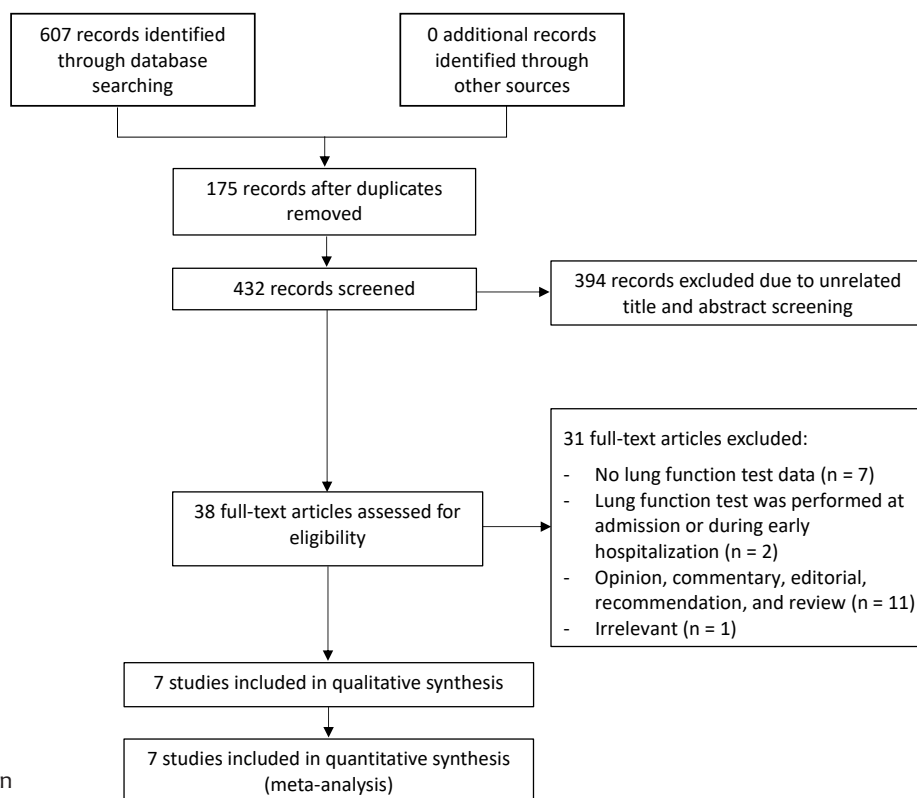 607 records identified
through database
searching
0 additional records
identified through
other sources
175 records after duplicates
removed
432 records screened
394 records excluded due to unrelated
title and abstract screening
38 full-text articles assessed for
eligibility
31 full-text articles excluded:
- No lung function test data (n = 7)
- Lung function test was performed at
admission or during early
hospitalization (n = 2)
- Opinion, commentary, editorial,
recommendation, and review (n = 11)
- Irrelevant (n = 1)
7 studies included in qualitative synthesis
7 studies included in quantitative synthesis
(meta-analysis)
n